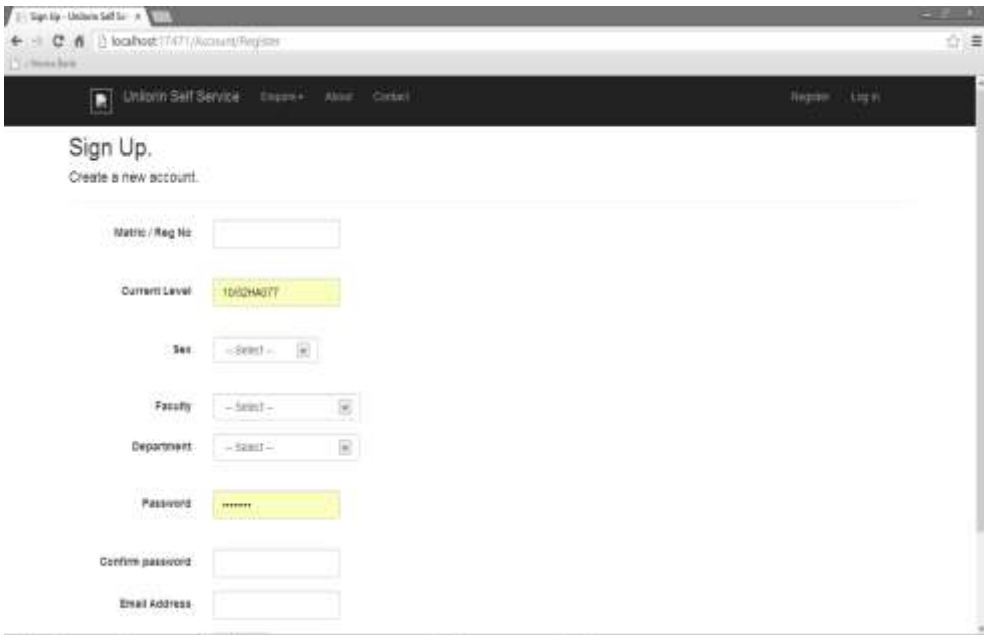 Sign Up - Unilorin Self Ser
localhost:17471/Account/Register
Unilorin Self Service Enquire About Contact Register Log in
Sign Up.
Create a new account.
Matric / Reg No
Current Level 10/52HA077
Sex -- Select --
Faculty -- Select --
Department -- Select --
Password ••••••••
Confirm password
Email Address